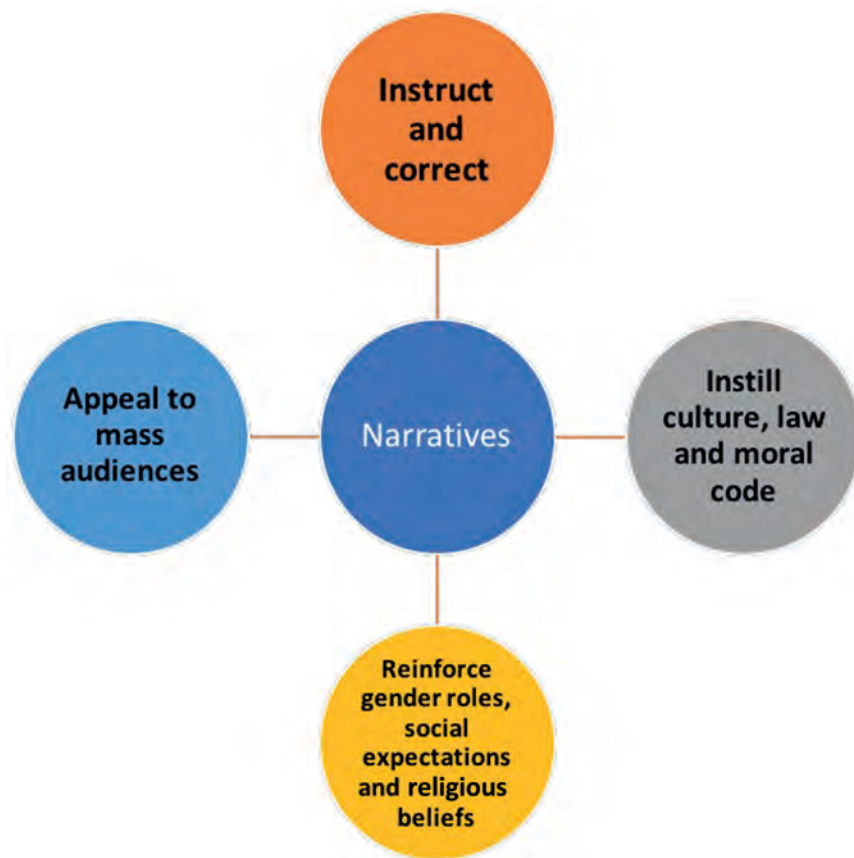 Instruct
and
correct
Appeal to
mass
audiences
Narratives
Instill
culture, law
and moral
code
Reinforce
gender roles,
social
expectations
and religious
beliefs